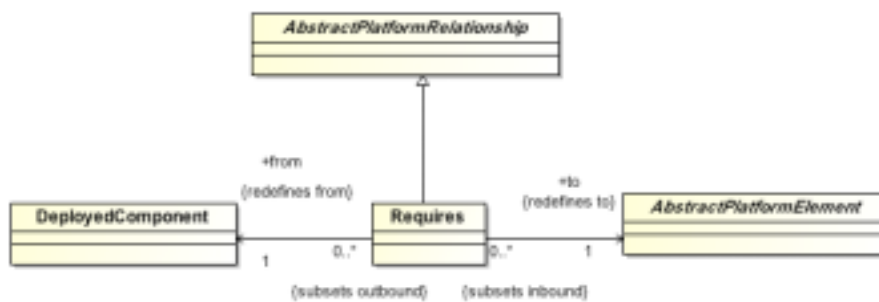 AbstractPlatformRelationship
+from
{redefines from}
+to
{redefines to}
DeployedComponent
Requires
AbstractPlatformElement
1
0..*
0..*
1
{subsets outbound}
{subsets inbound}